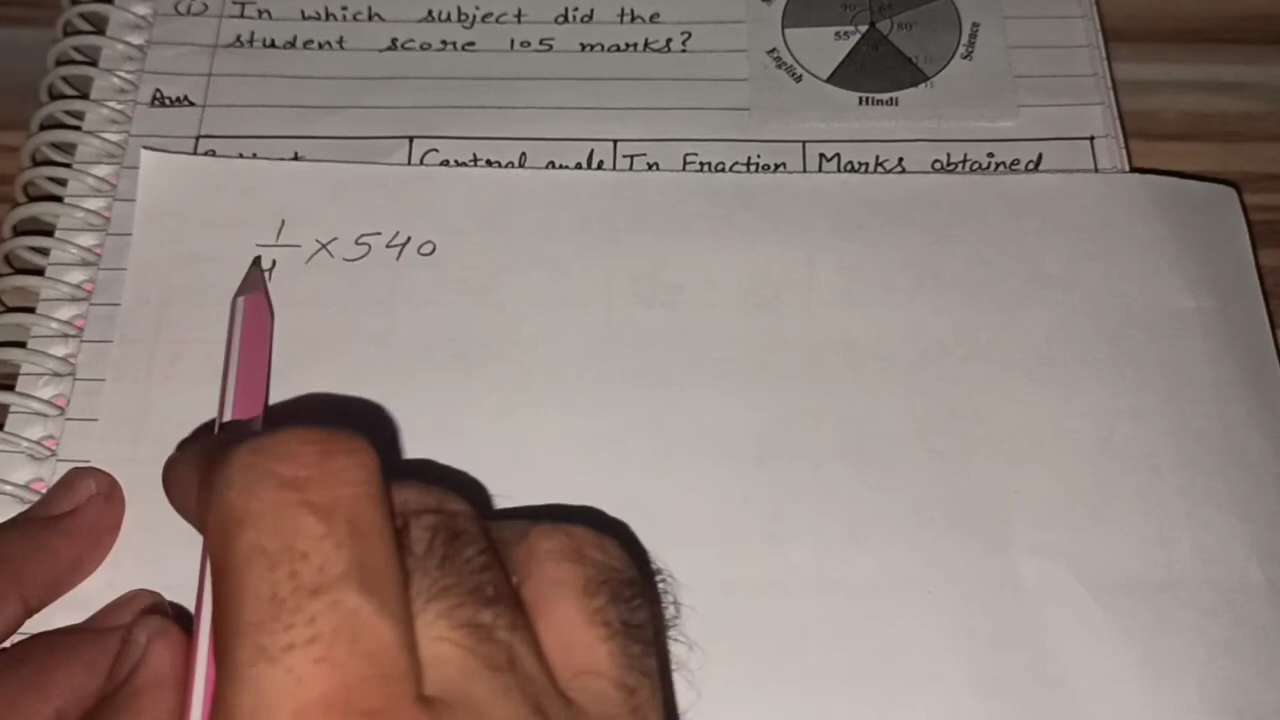 (i) In which subject did the
student score 105 marks?
90° 65
80°
55°
English
Science
Hindi
Ans
Central angle In Fraction Marks obtained
1/4 × 540